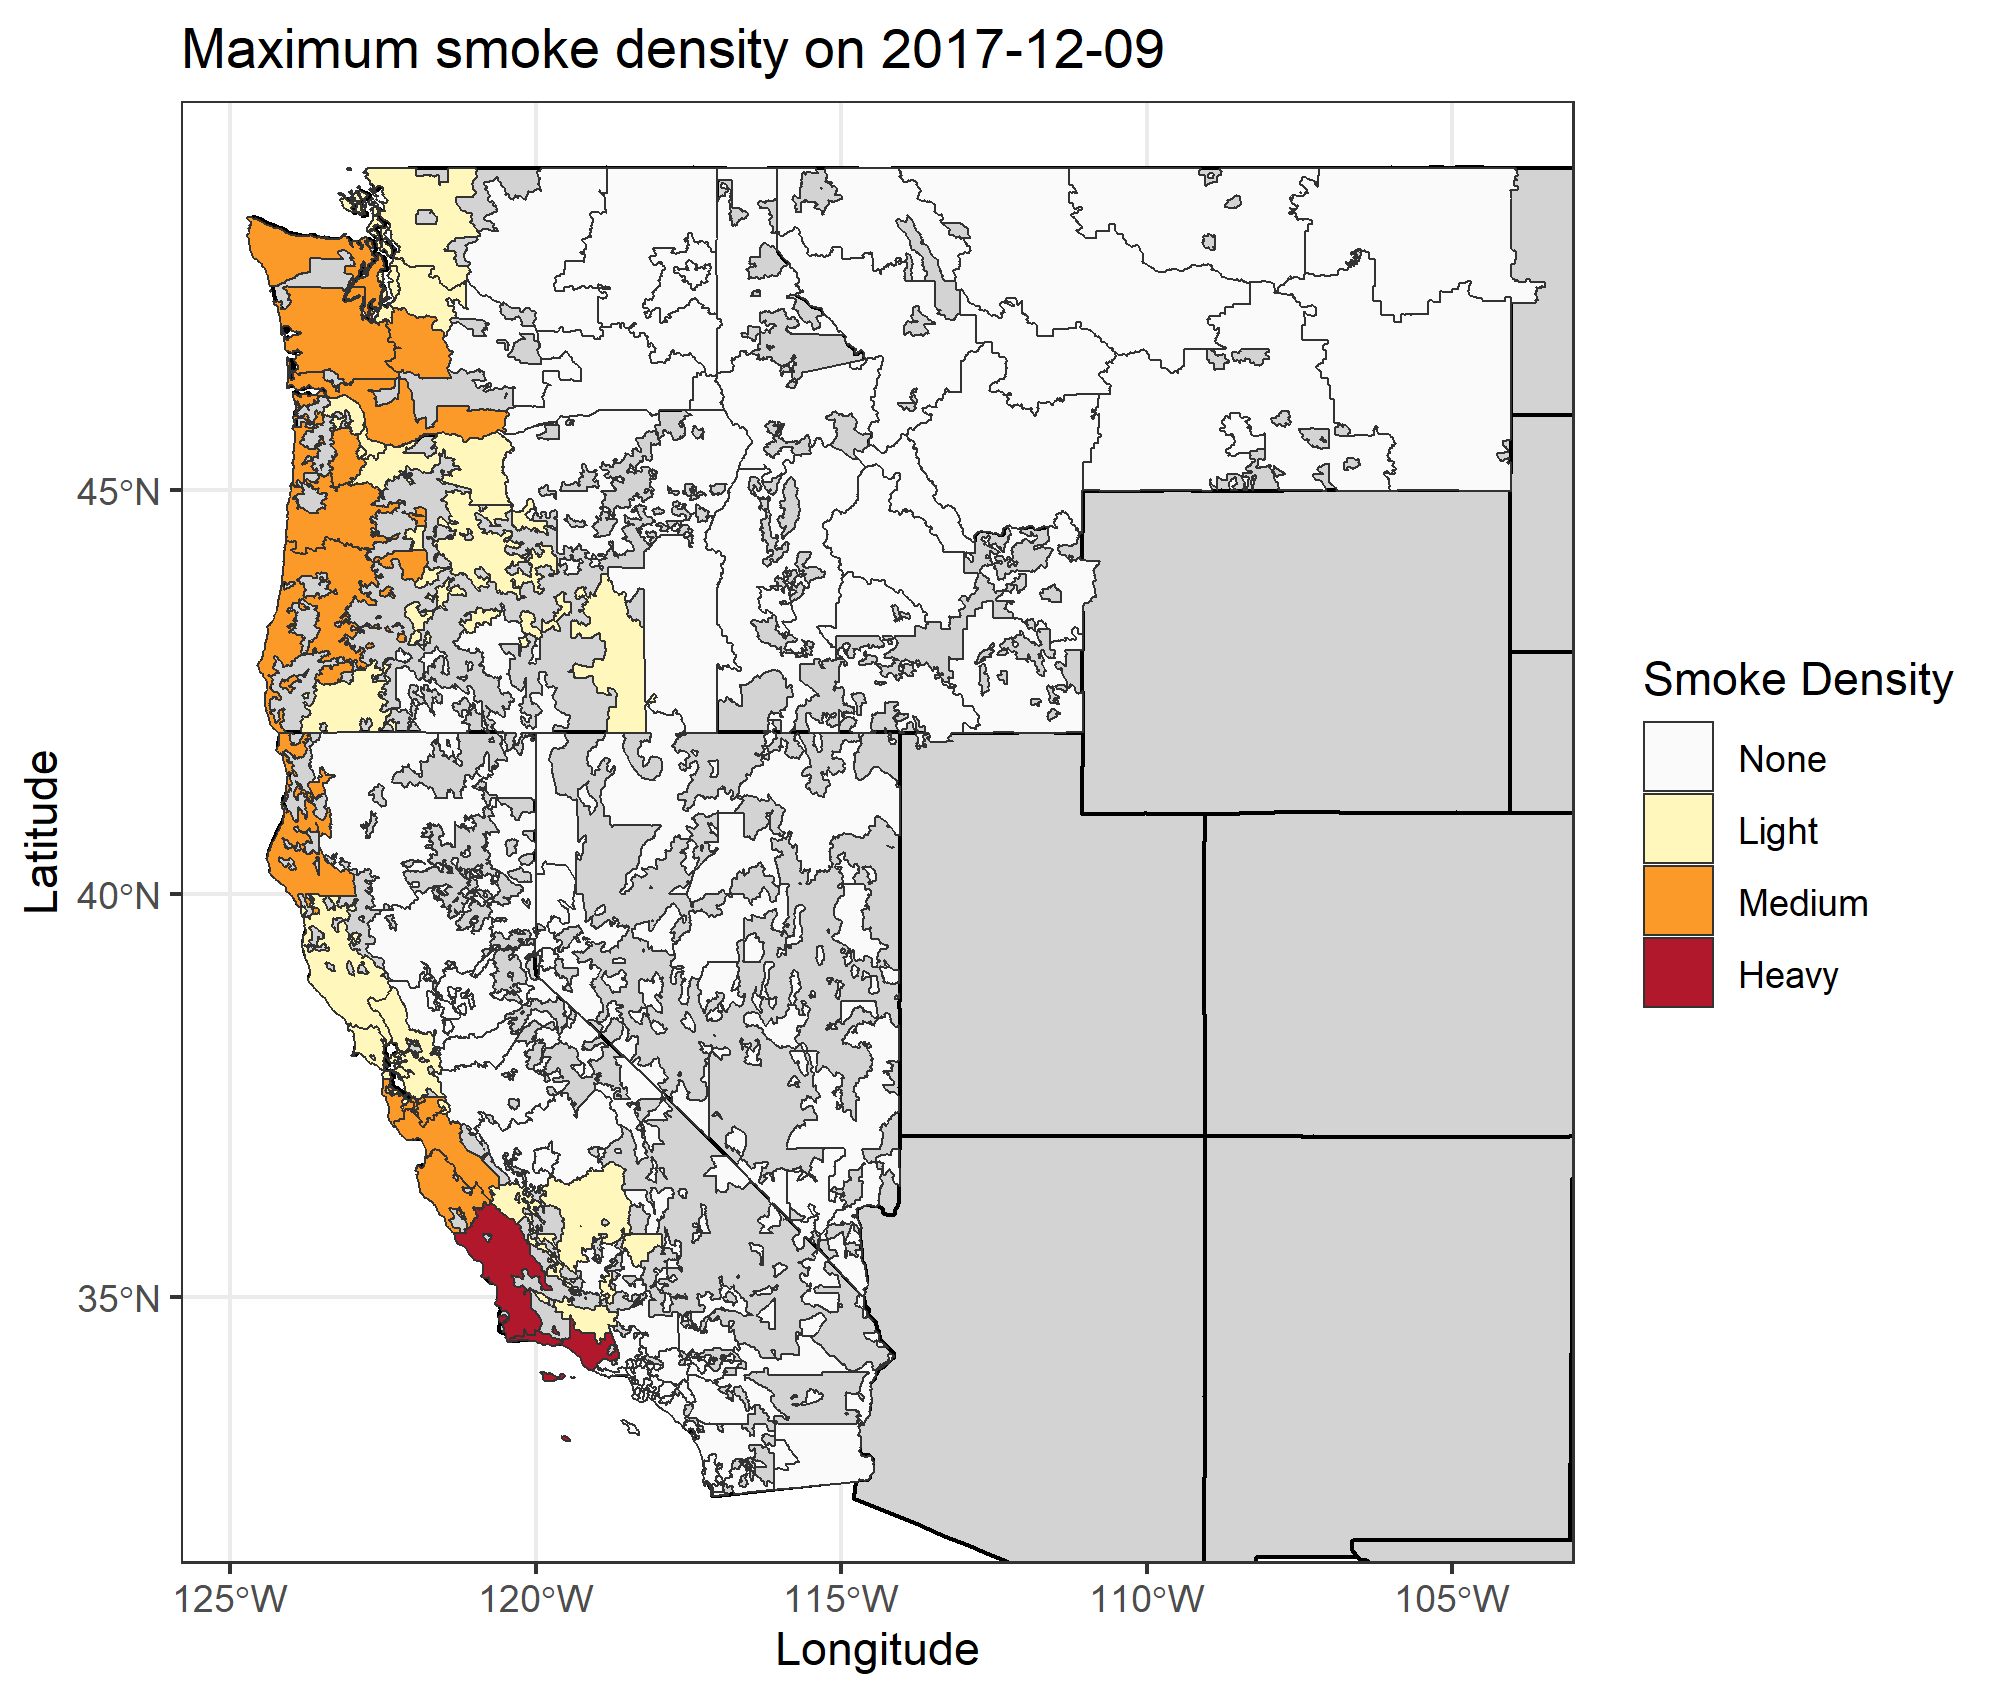 Maximum smoke density on 2017-12-09
Latitude
45°N
40°N
35°N
125°W
120°W
115°W
110°W
105°W
Longitude
Smoke Density
None
Light
Medium
Heavy